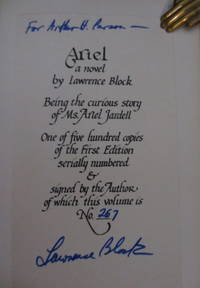 For Arthur H. Parson —
Ariel
a novel
by Lawrence Block
Being the curious story
of Ms. Ariel Jardell
One of five hundred copies
of the First Edition
serially numbered
&
signed by the Author
of which this volume is
No. 267
Lawrence Block